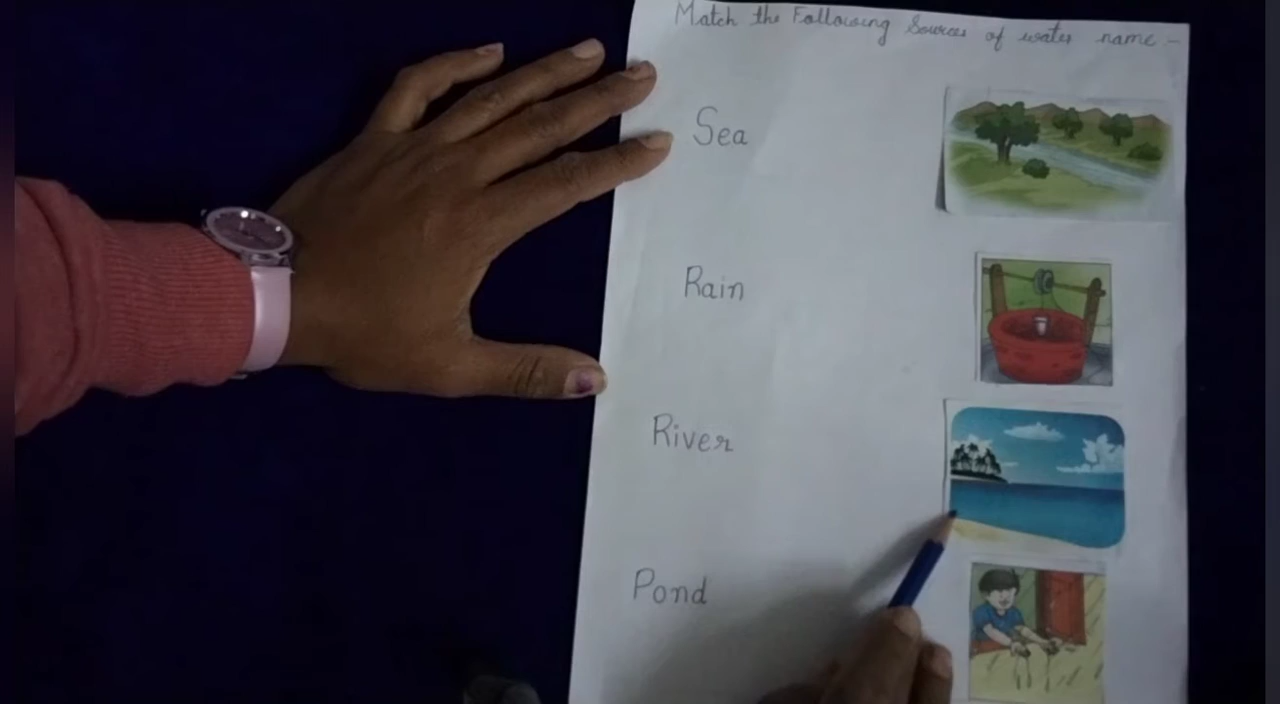 Match the Following Sources of water name :-
Sea
Rain
River
Pond